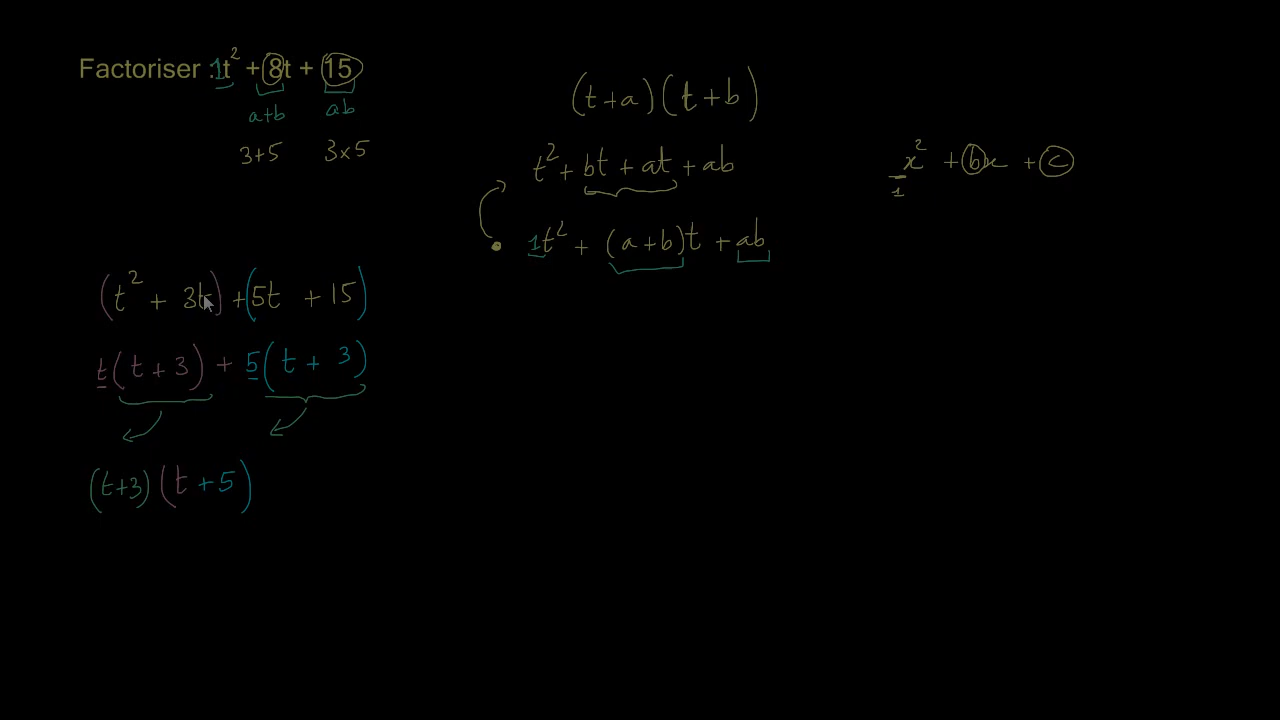 Factoriser : 1t² + 8t + 15
a+b ab
3+5 3×5
(t² + 3t) + (5t + 15)
t(t+3) + 5(t + 3)
(t+3)(t+5)
(t+a)(t+b)
t² + bt + at + ab
1t² + (a+b)t + ab
x² + bx + c
1